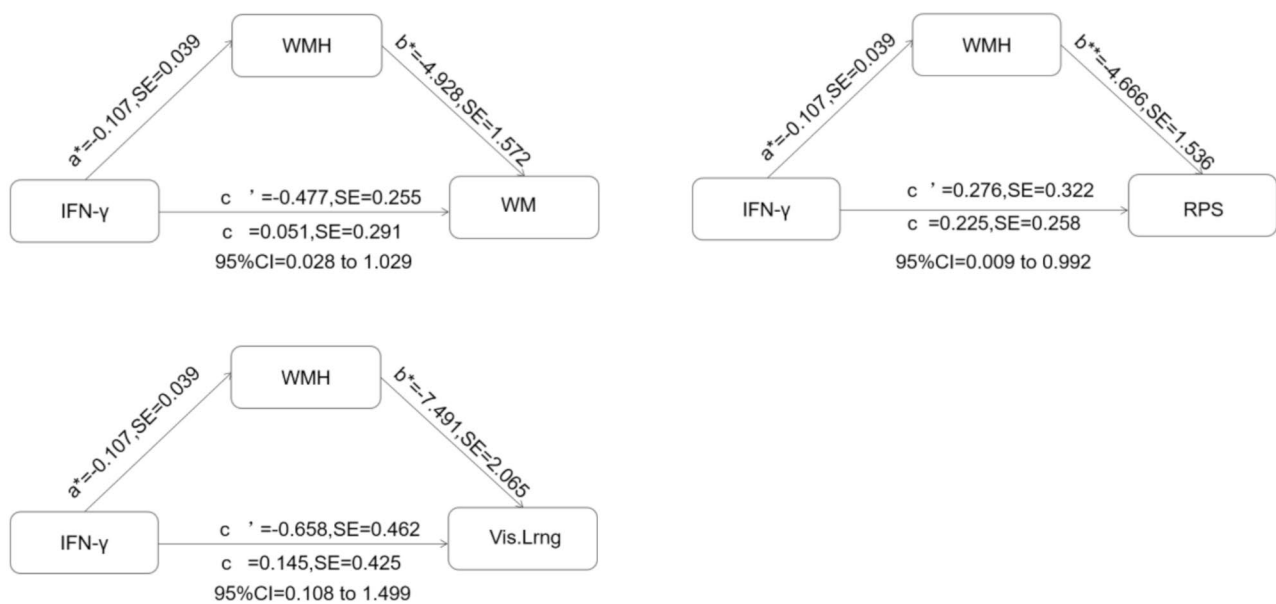 WMH
a*=-0.107,SE=0.039
b*=-4.928,SE=1.572
IFN-γ
c ’=-0.477,SE=0.255
WM
c =0.051,SE=0.291
95%CI=0.028 to 1.029
WMH
a*=-0.107,SE=0.039
b**=-4.666,SE=1.536
IFN-γ
c ’=0.276,SE=0.322
RPS
c =0.225,SE=0.258
95%CI=0.009 to 0.992
WMH
a*=-0.107,SE=0.039
b*=-7.491,SE=2.065
IFN-γ
c ’=-0.658,SE=0.462
Vis.Lrng
c =0.145,SE=0.425
95%CI=0.108 to 1.499